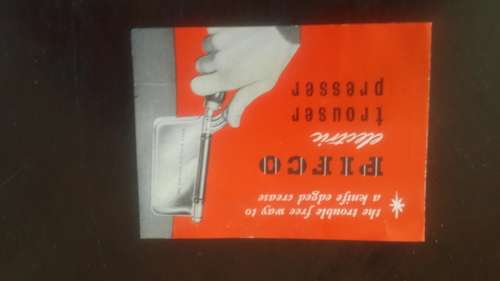 the trouble free way to
a knife edged crease
PIFCO
electric
trouser
presser